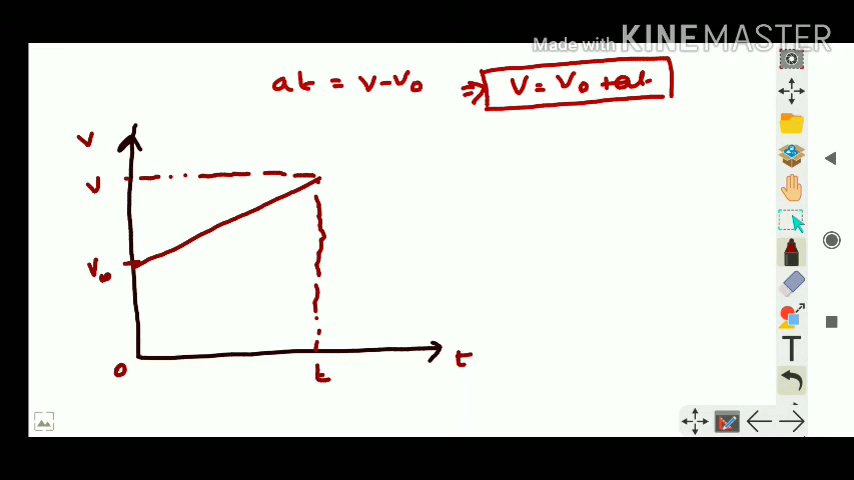 Made with KINEMASTER
at = v-v₀ ⇒ v = v₀ +at
v
v
v₀
0
t
t
T